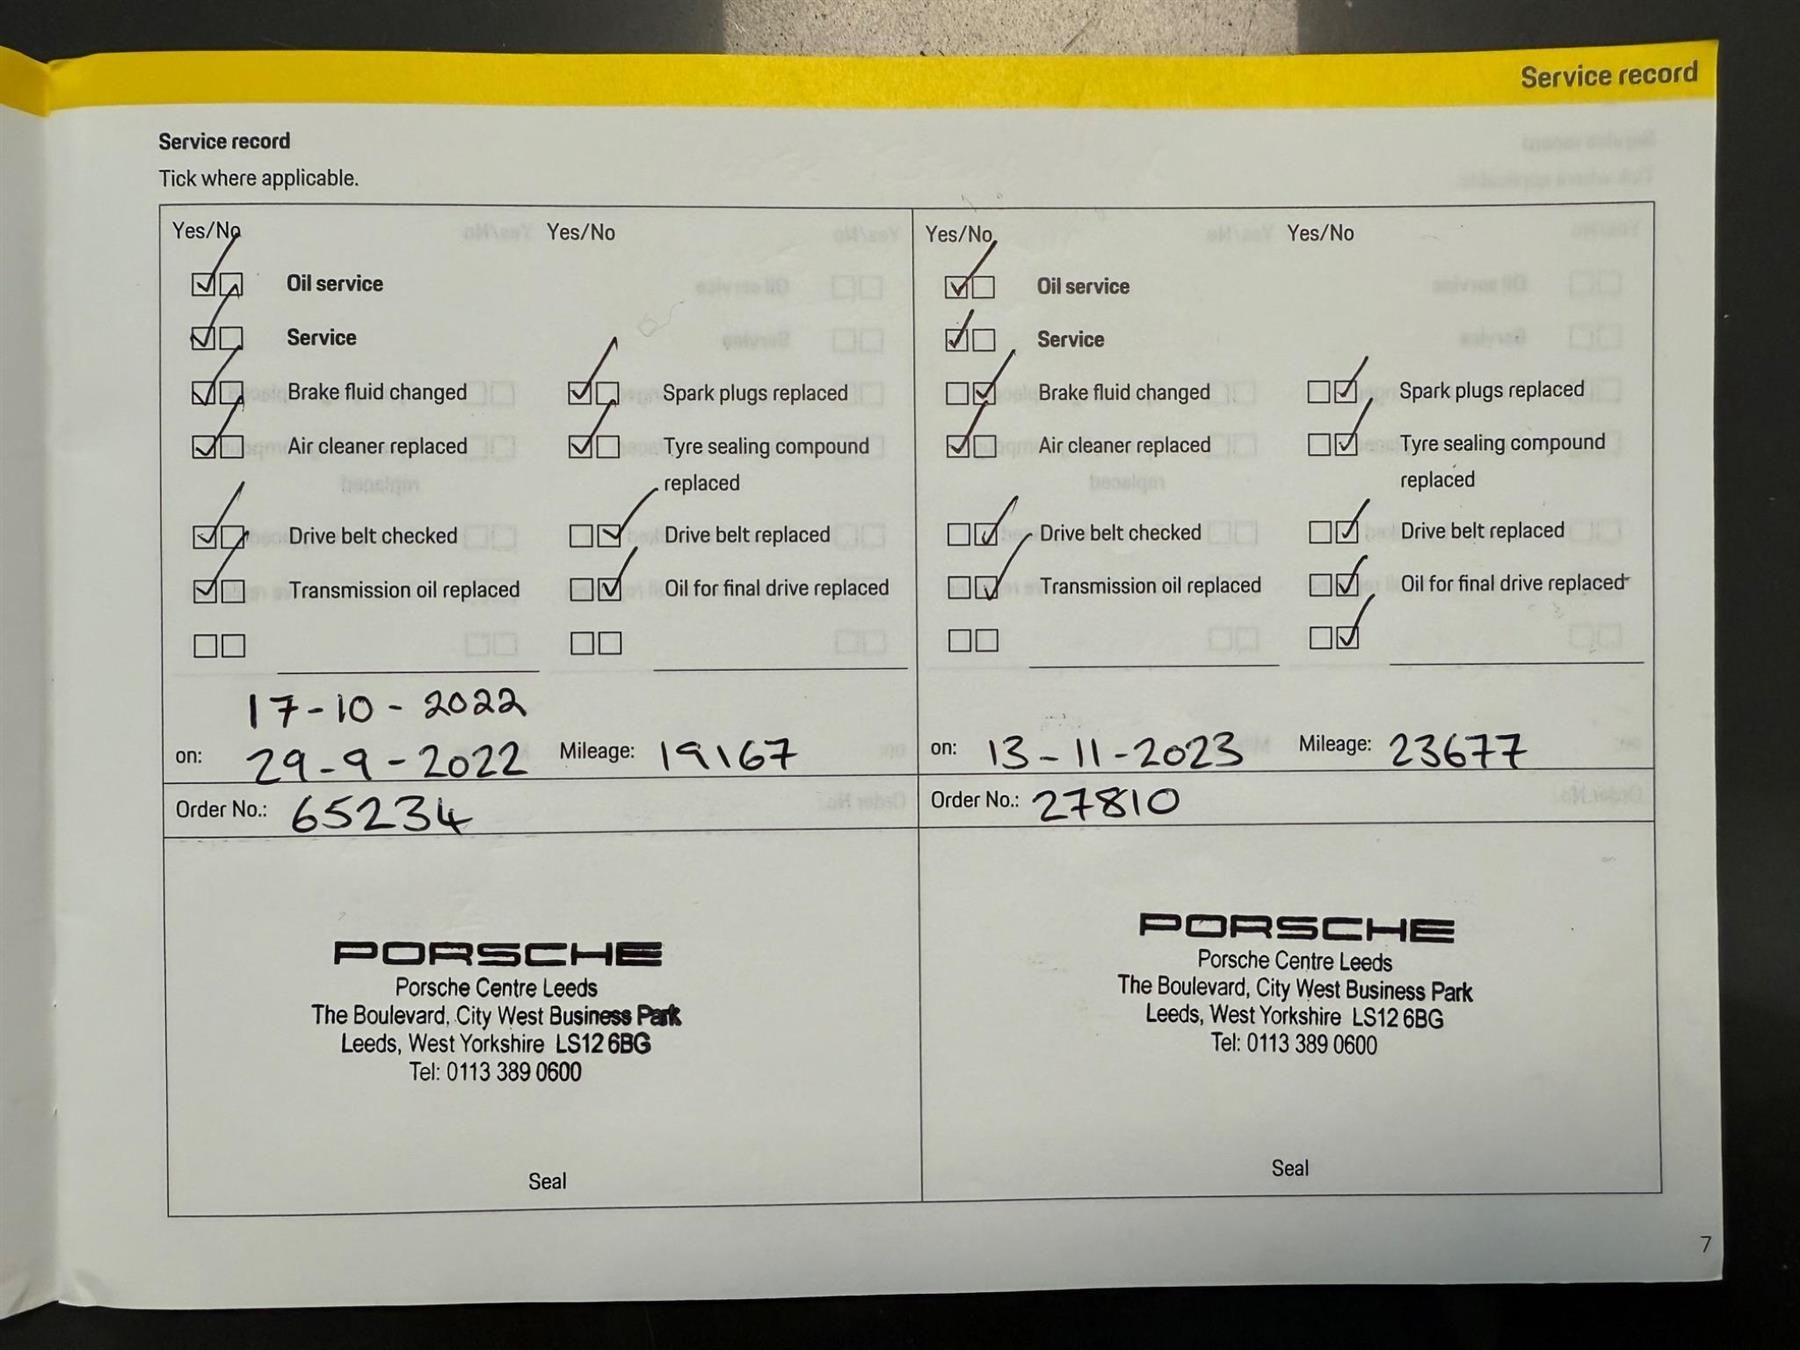 Service record
Service record
Tick where applicable.
Yes/No Yes/No
Oil service
Service
Brake fluid changed Spark plugs replaced
Air cleaner replaced Tyre sealing compound
replaced
Drive belt checked Drive belt replaced
Transmission oil replaced Oil for final drive replaced
17-10-2022
on: 29-9-2022 Mileage: 19167
Order No.: 65234
PORSCHE
Porsche Centre Leeds
The Boulevard, City West Business Park
Leeds, West Yorkshire LS12 6BG
Tel: 0113 389 0600
Seal
Yes/No Yes/No
Oil service
Service
Brake fluid changed Spark plugs replaced
Air cleaner replaced Tyre sealing compound
replaced
Drive belt checked Drive belt replaced
Transmission oil replaced Oil for final drive replaced
on: 13-11-2023 Mileage: 23677
Order No.: 27810
PORSCHE
Porsche Centre Leeds
The Boulevard, City West Business Park
Leeds, West Yorkshire LS12 6BG
Tel: 0113 389 0600
Seal
7